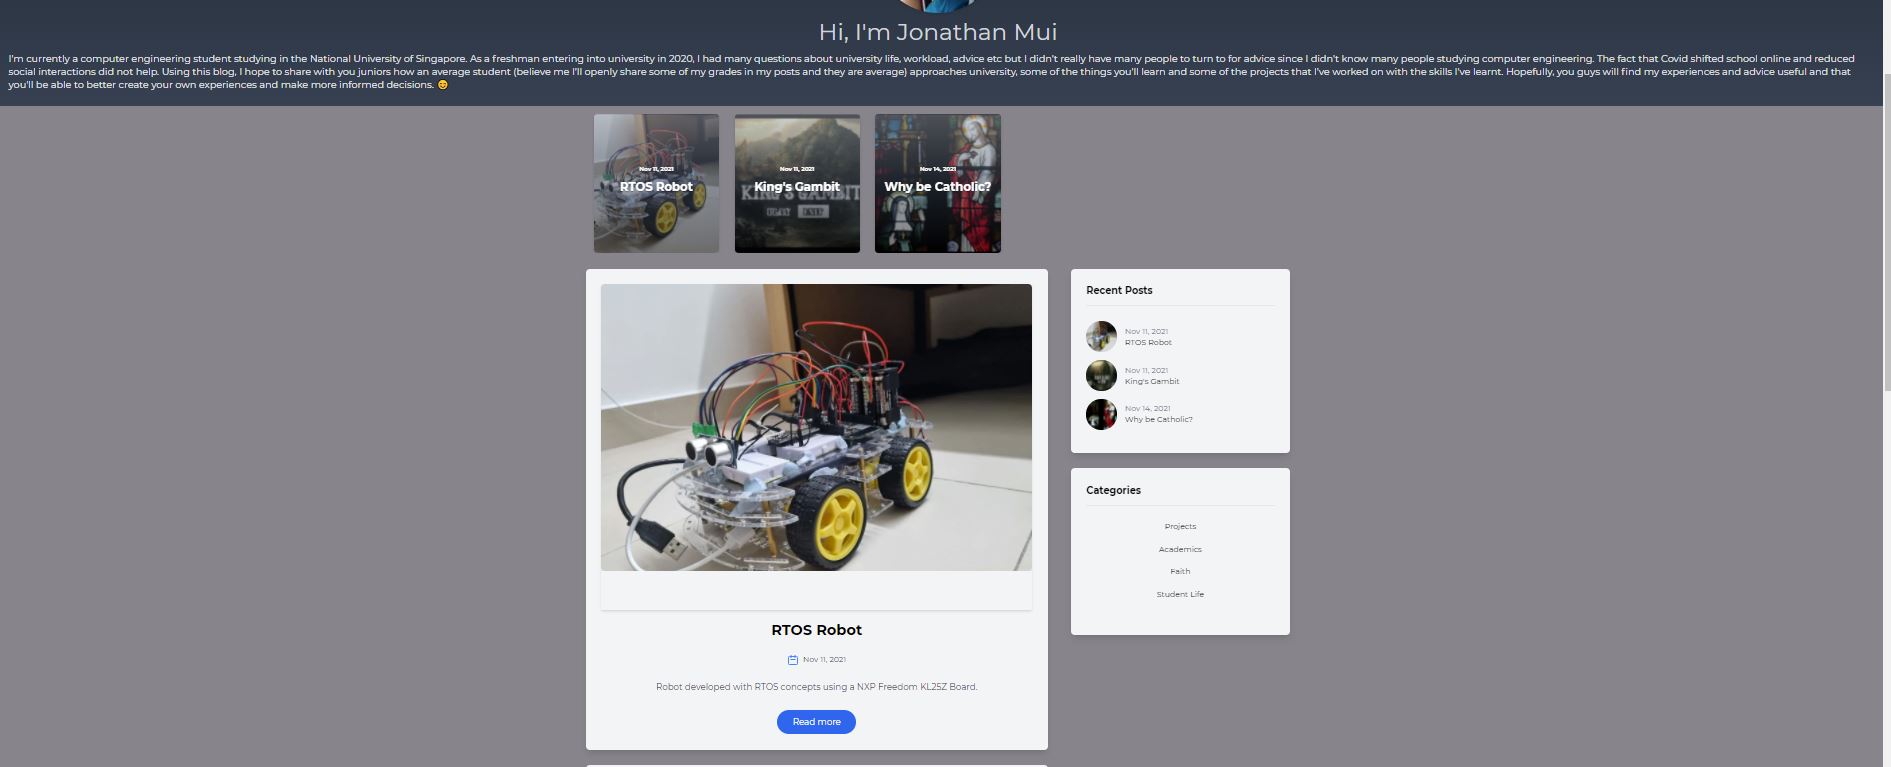 Hi, I'm Jonathan Mui
I'm currently a computer engineering student studying in the National University of Singapore. As a freshman entering into university in 2020, I had many questions about university life, workload, advice etc but I didn't really have many people to turn to for advice since I didn't know many people studying computer engineering. The fact that Covid shifted school online and reduced
social interactions did not help. Using this blog, I hope to share with you juniors how an average student (believe me I'll openly share some of my grades in my posts and they are average) approaches university, some of the things you'll learn and some of the projects that I've worked on with the skills I've learnt. Hopefully, you guys will find my experiences and advice useful and that
you'll be able to better create your own experiences and make more informed decisions. 😊
Nov 11, 2021
RTOS Robot
Nov 11, 2021
King's Gambit
KING'S GAMBIT
PLAY EXIT
Nov 14, 2021
Why be Catholic?
RTOS Robot
Nov 11, 2021
Robot developed with RTOS concepts using a NXP Freedom KL25Z Board.
Read more
Recent Posts
Nov 11, 2021
RTOS Robot
Nov 11, 2021
King's Gambit
Nov 14, 2021
Why be Catholic?
Categories
Projects
Academics
Faith
Student Life